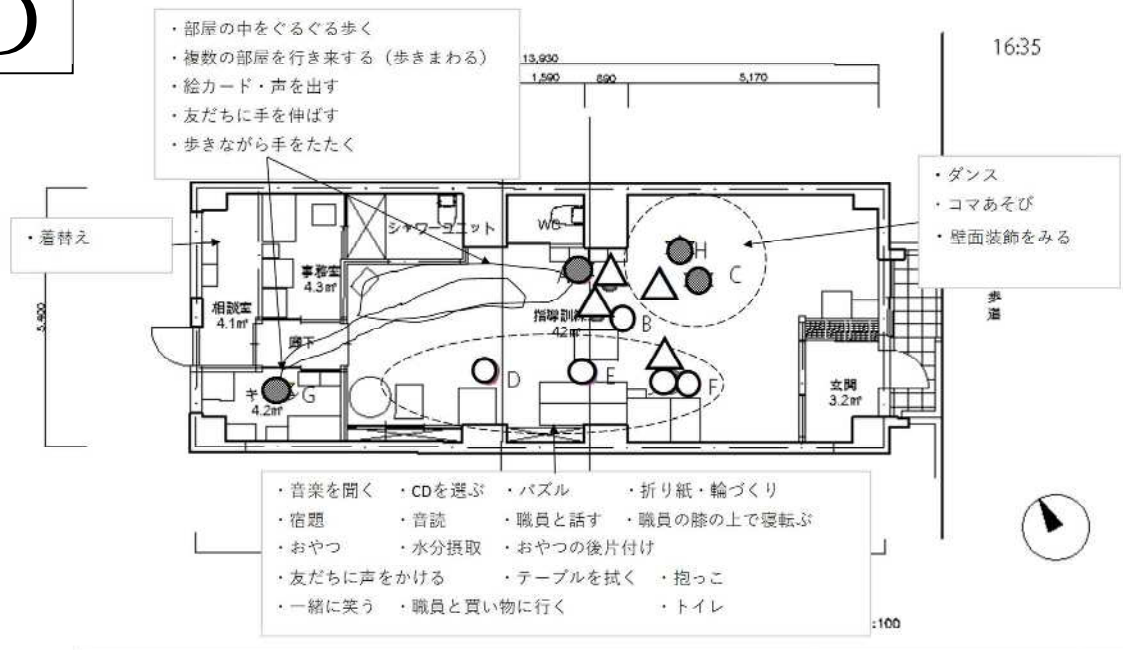 D
・部屋の中をぐるぐる歩く
・複数の部屋を行き来する（歩きまわる）
・絵カード・声を出す
・友だちに手を伸ばす
・歩きながら手をたたく
16:35
13,930
1,590
690
5,170
・ダンス
・コマあそび
・壁面装飾をみる
・着替え
5,400
シャワーユニット
WC
事務室
4.3㎡
相談室
4.1㎡
廊下
指導訓練
42㎡
A
H
C
B
D
E
F
G
4.2㎡
玄関
3.2㎡
歩道
・音楽を聞く ・CDを選ぶ ・パズル ・折り紙・輪づくり
・宿題 ・音読 ・職員と話す ・職員の膝の上で寝転ぶ
・おやつ ・水分摂取 ・おやつの後片付け
・友だちに声をかける ・テーブルを拭く ・抱っこ
・一緒に笑う ・職員と買い物に行く ・トイレ
:100